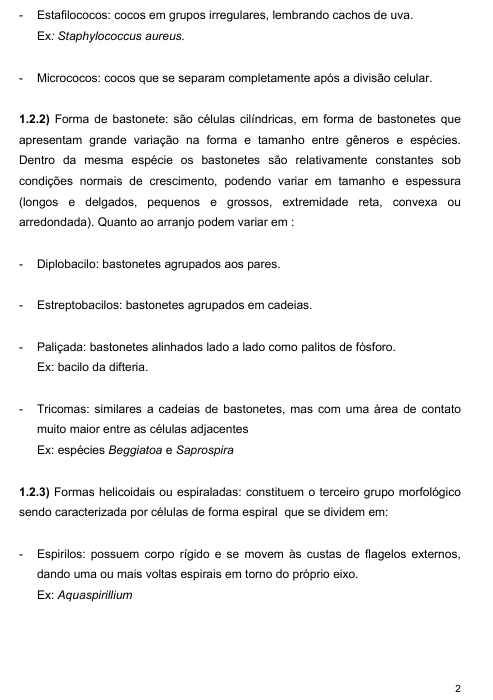 - Estafilococos: cocos em grupos irregulares, lembrando cachos de uva.
Ex: Staphylococcus aureus.
- Micrococos: cocos que se separam completamente após a divisão celular.
1.2.2) Forma de bastonete: são células cilíndricas, em forma de bastonetes que
apresentam grande variação na forma e tamanho entre gêneros e espécies.
Dentro da mesma espécie os bastonetes são relativamente constantes sob
condições normais de crescimento, podendo variar em tamanho e espessura
(longos e delgados, pequenos e grossos, extremidade reta, convexa ou
arredondada). Quanto ao arranjo podem variar em :
- Diplobacilo: bastonetes agrupados aos pares.
- Estreptobacilos: bastonetes agrupados em cadeias.
- Paliçada: bastonetes alinhados lado a lado como palitos de fósforo.
Ex: bacilo da difteria.
- Tricomas: similares a cadeias de bastonetes, mas com uma área de contato
muito maior entre as células adjacentes
Ex: espécies Beggiatoa e Saprospira
1.2.3) Formas helicoidais ou espiraladas: constituem o terceiro grupo morfológico
sendo caracterizada por células de forma espiral que se dividem em:
- Espirilos: possuem corpo rígido e se movem às custas de flagelos externos,
dando uma ou mais voltas espirais em torno do próprio eixo.
Ex: Aquaspirillium
2